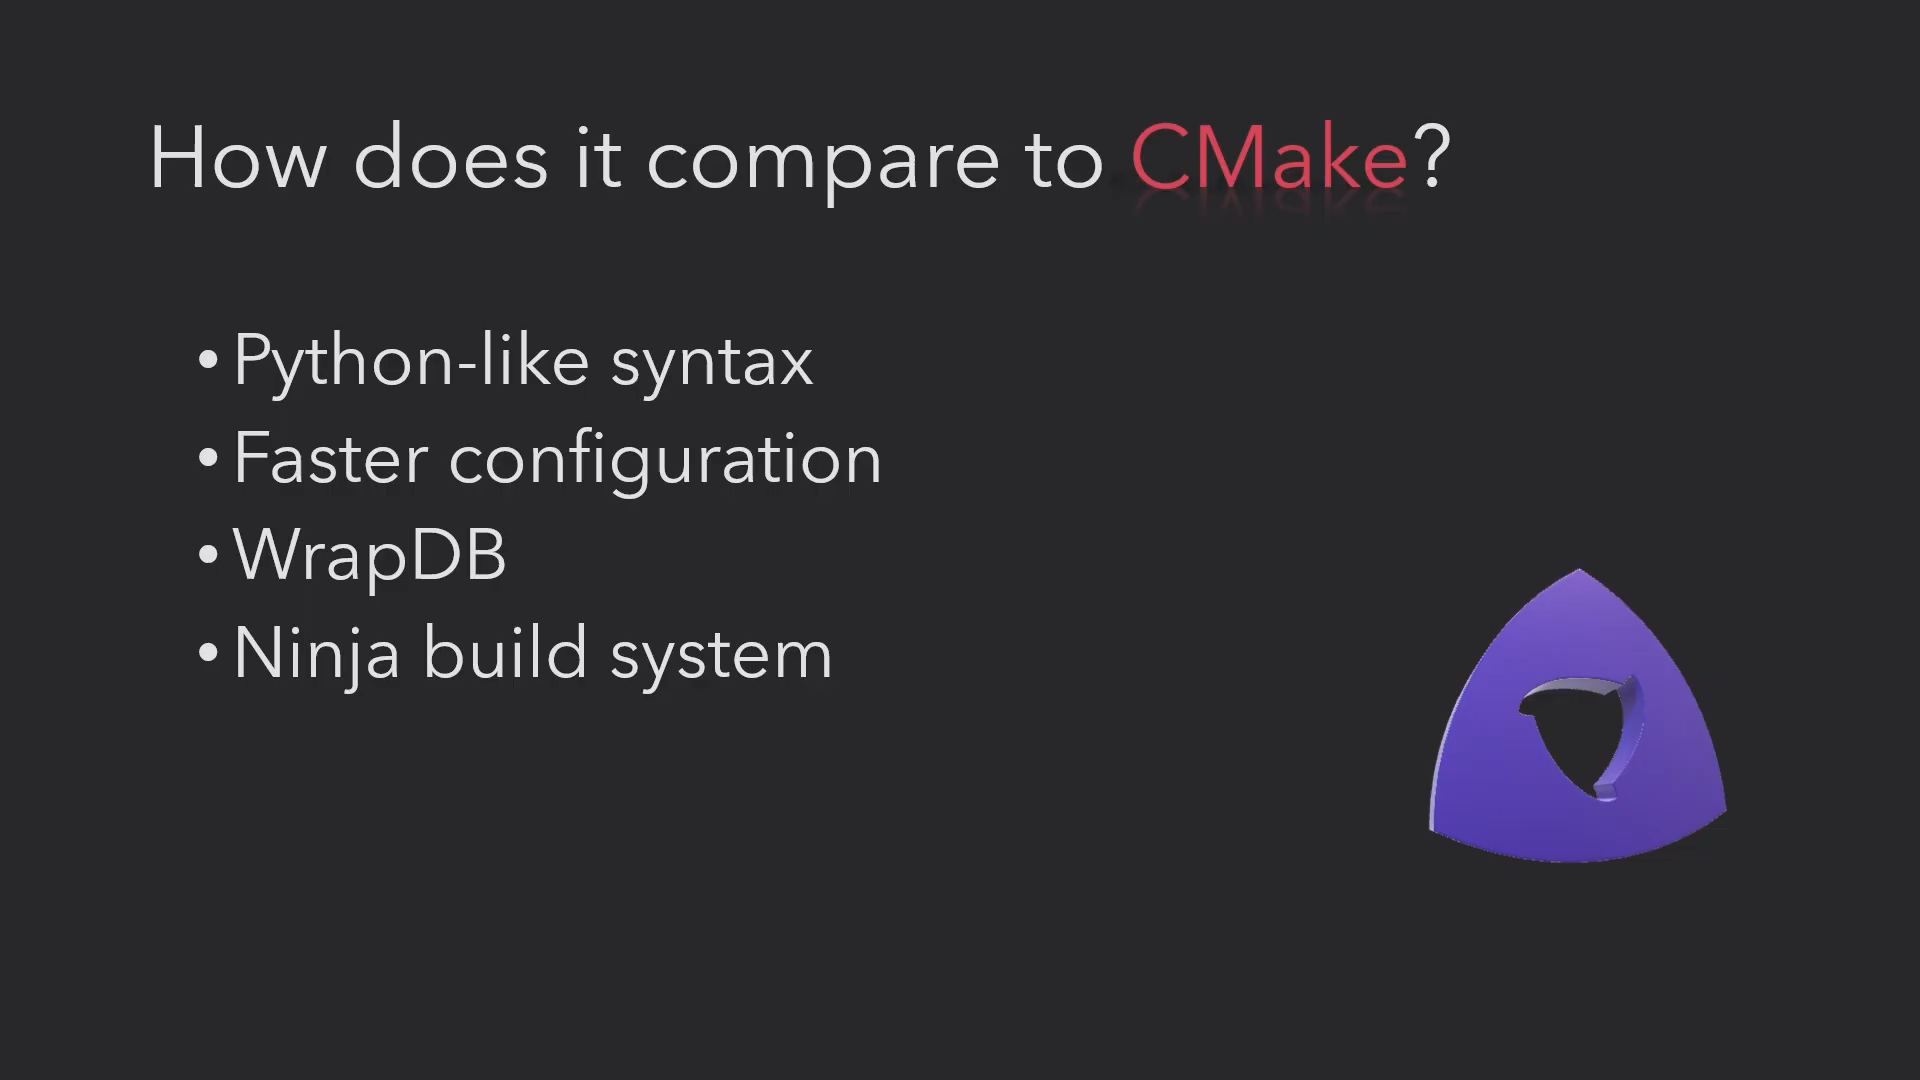 How does it compare to CMake?
• Python-like syntax
• Faster configuration
• WrapDB
• Ninja build system